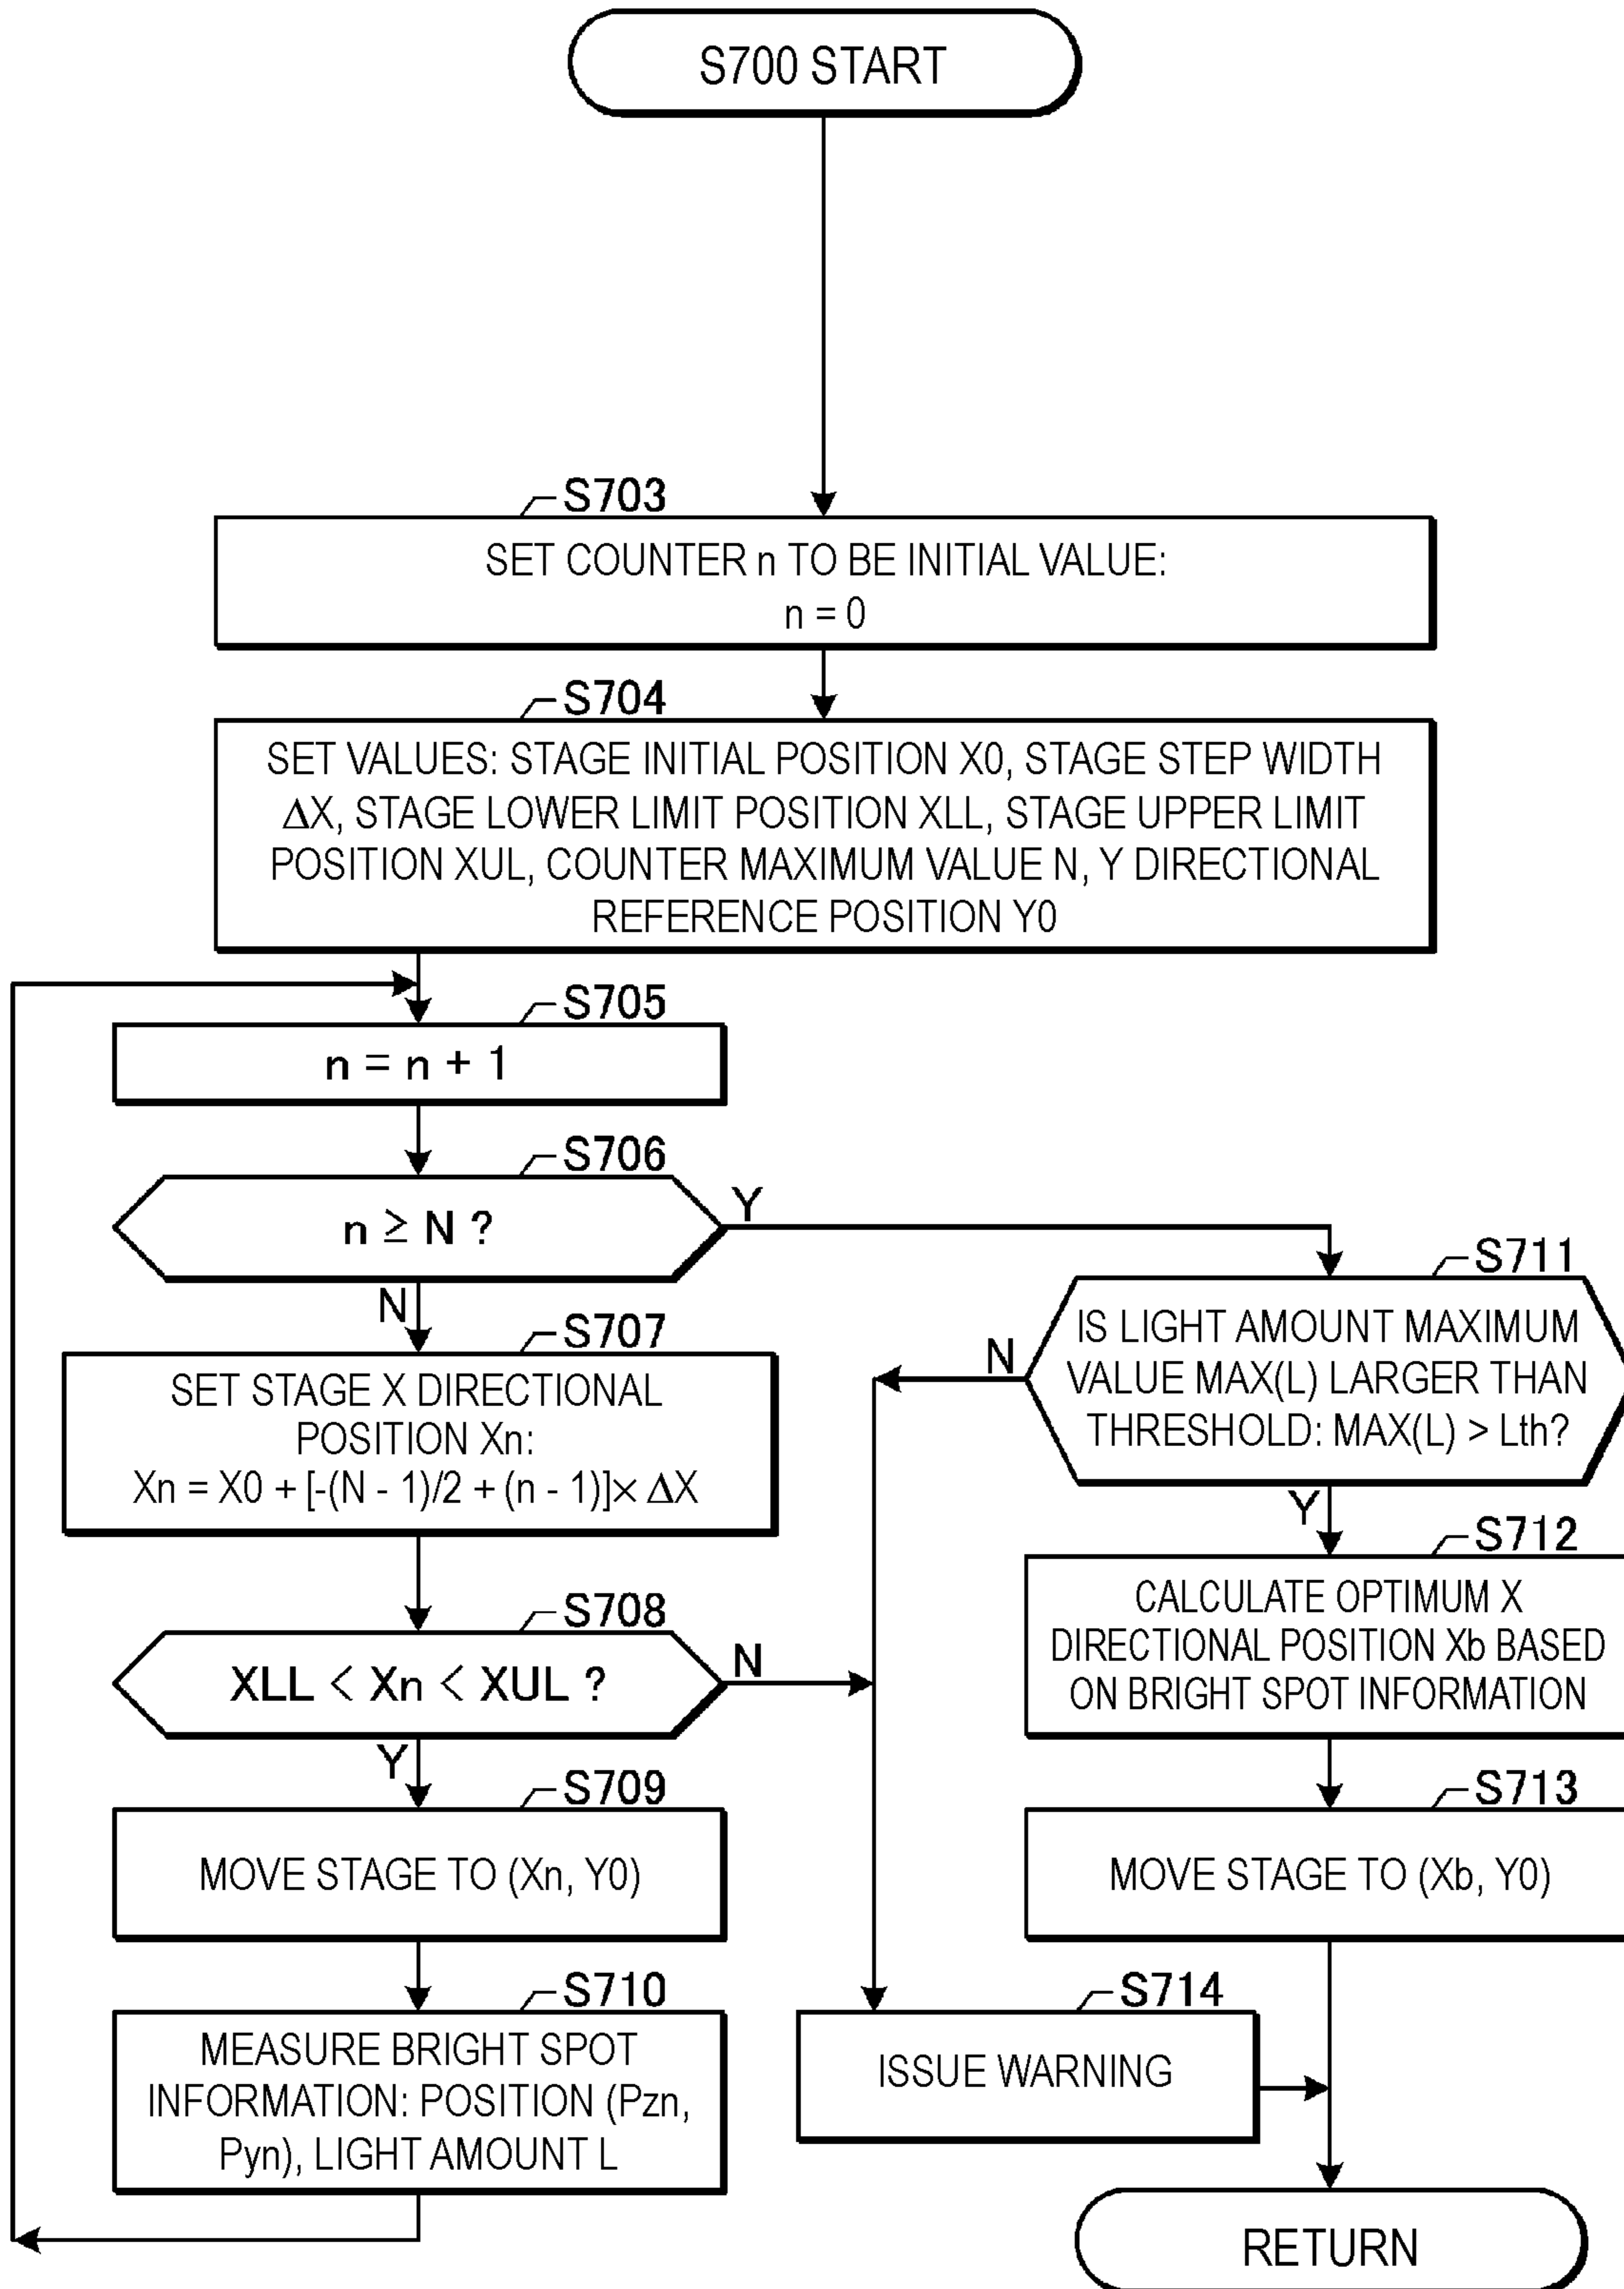 S700 START
S703
SET COUNTER n TO BE INITIAL VALUE:
n = 0
S704
SET VALUES: STAGE INITIAL POSITION X0, STAGE STEP WIDTH
ΔX, STAGE LOWER LIMIT POSITION XLL, STAGE UPPER LIMIT
POSITION XUL, COUNTER MAXIMUM VALUE N, Y DIRECTIONAL
REFERENCE POSITION Y0
S705
n = n + 1
S706
n ≥ N ?
Y
N
S707
SET STAGE X DIRECTIONAL
POSITION Xn:
Xn = X0 + [-(N - 1)/2 + (n - 1)]× ΔX
S708
XLL < Xn < XUL ?
N
Y
S709
MOVE STAGE TO (Xn, Y0)
S710
MEASURE BRIGHT SPOT
INFORMATION: POSITION (Pzn,
Pyn), LIGHT AMOUNT L
S711
IS LIGHT AMOUNT MAXIMUM
VALUE MAX(L) LARGER THAN
THRESHOLD: MAX(L) > Lth?
N
Y
S712
CALCULATE OPTIMUM X
DIRECTIONAL POSITION Xb BASED
ON BRIGHT SPOT INFORMATION
S713
MOVE STAGE TO (Xb, Y0)
S714
ISSUE WARNING
RETURN